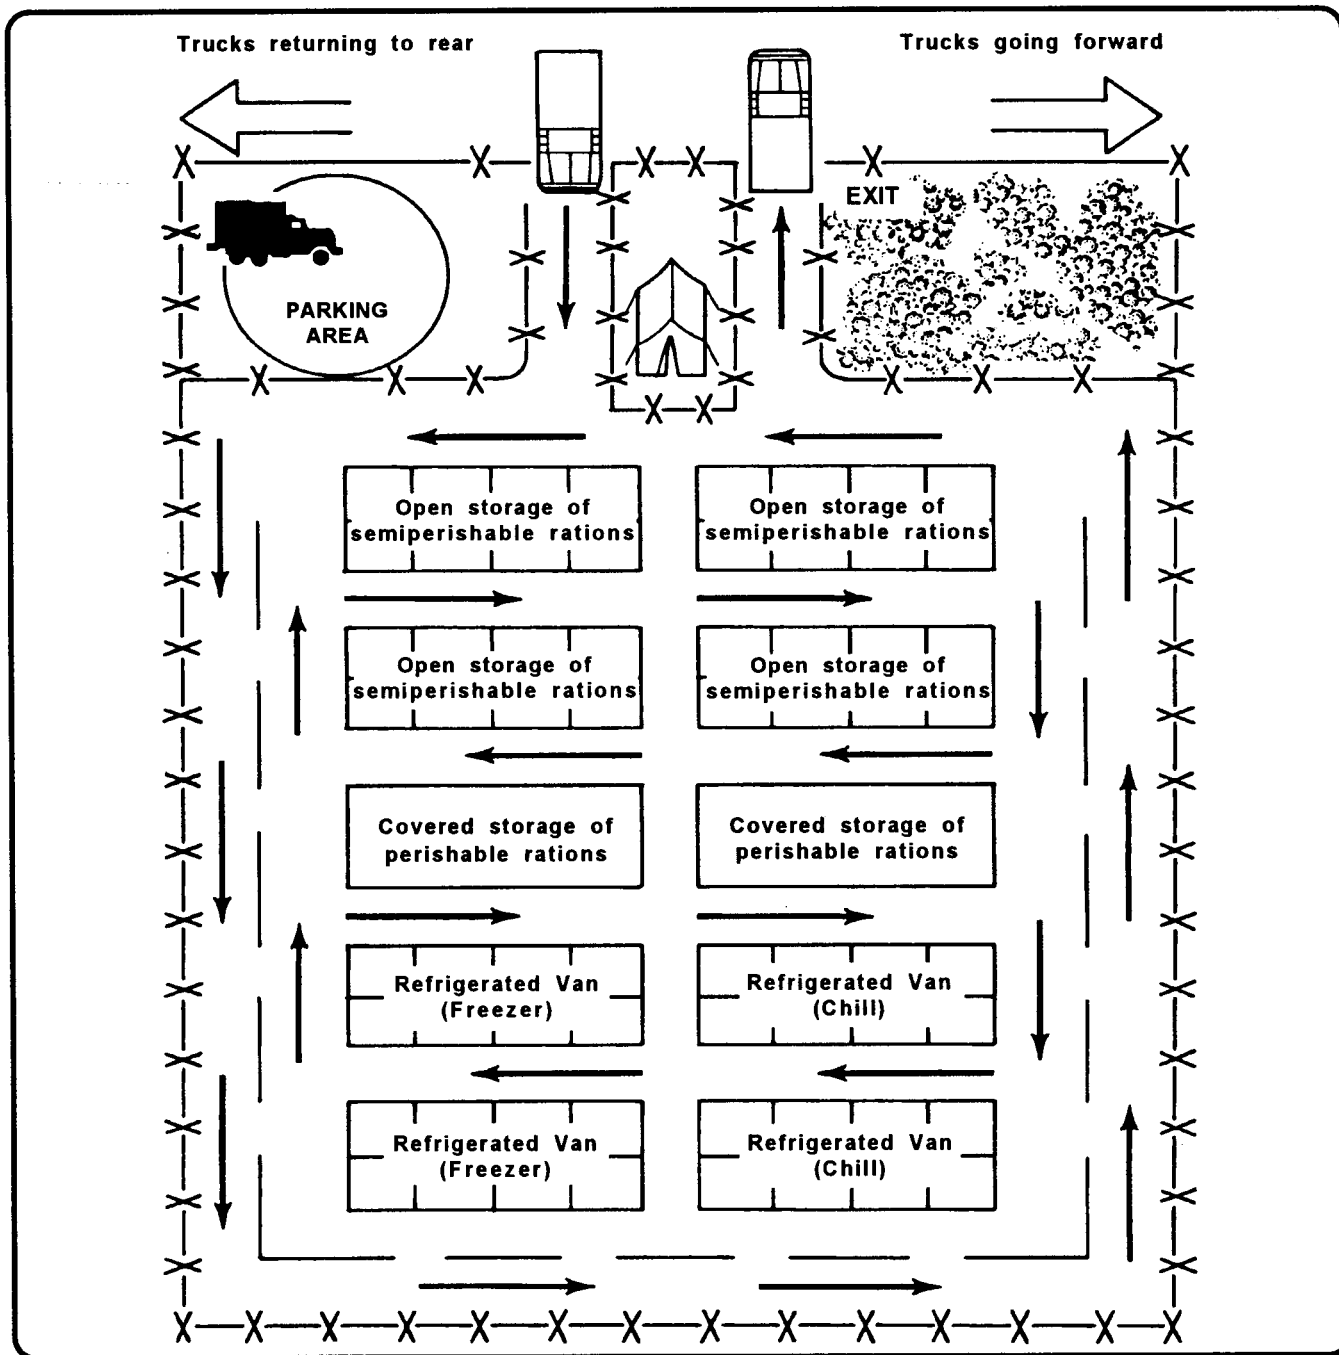 Trucks returning to rear
Trucks going forward
EXIT
PARKING
AREA
Open storage of
semiperishable rations
Open storage of
semiperishable rations
Open storage of
semiperishable rations
Open storage of
semiperishable rations
Covered storage of
perishable rations
Covered storage of
perishable rations
Refrigerated Van
(Freezer)
Refrigerated Van
(Chill)
Refrigerated Van
(Freezer)
Refrigerated Van
(Chill)